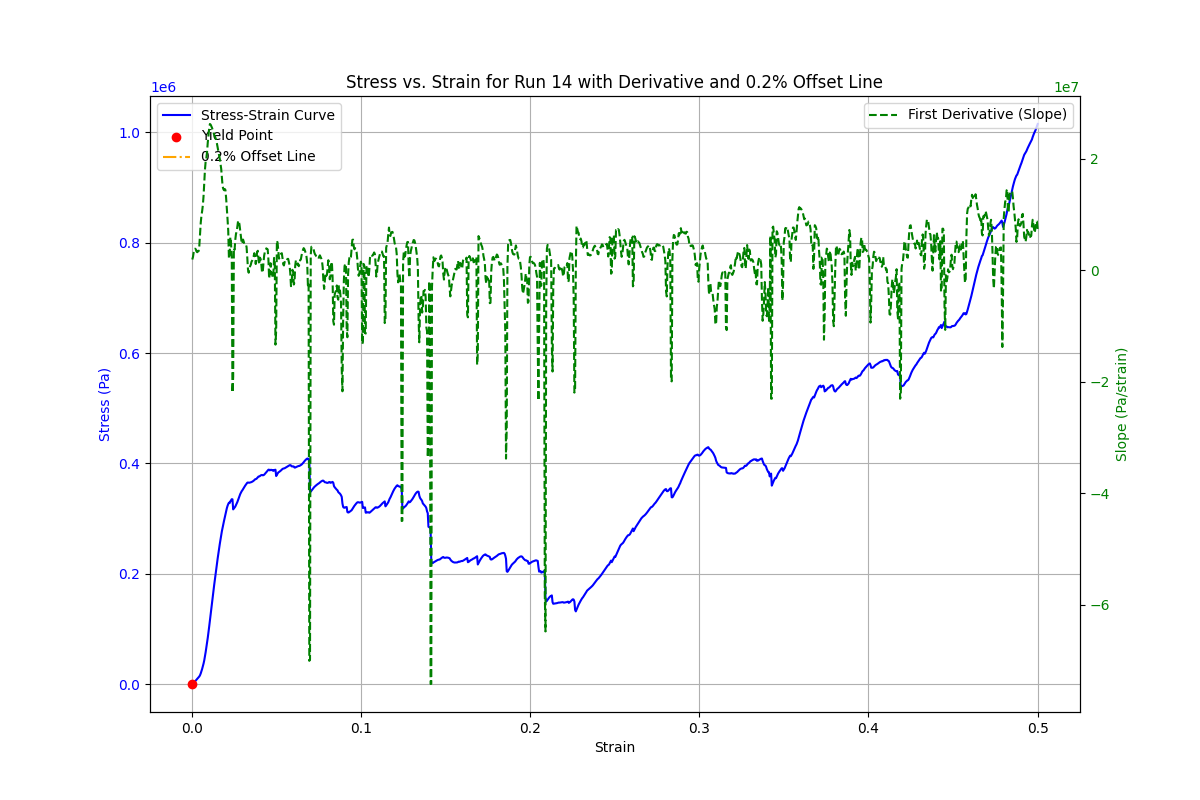 Stress vs. Strain for Run 14 with Derivative and 0.2% Offset Line
1e6
1e7
Stress-Strain Curve
Yield Point
0.2% Offset Line
First Derivative (Slope)
1.0
0.8
0.6
0.4
0.2
0.0
Stress (Pa)
2
0
−2
−4
−6
Slope (Pa/strain)
0.0
0.1
0.2
0.3
0.4
0.5
Strain